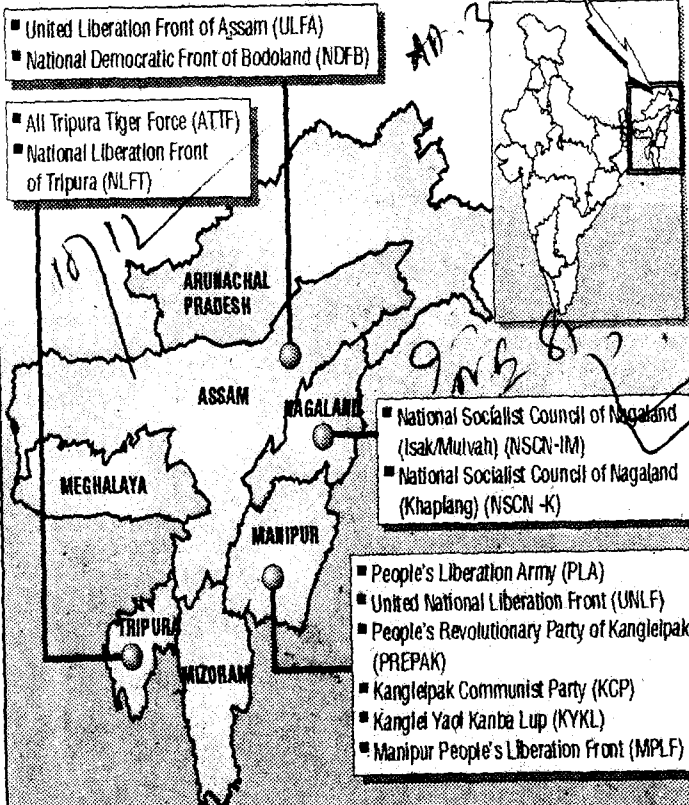 ▪ United Liberation Front of Assam (ULFA)
▪ National Democratic Front of Bodoland (NDFB)
▪ All Tripura Tiger Force (ATTF)
▪ National Liberation Front
of Tripura (NLFT)
ARUNACHAL
PRADESH
ASSAM
NAGALAND
MEGHALAYA
MANIPUR
TRIPURA
MIZORAM
▪ National Socialist Council of Nagaland
(Isak/Mulvah) (NSCN-IM)
▪ National Socialist Council of Nagaland
(Khaplang) (NSCN -K)
▪ People's Liberation Army (PLA)
▪ United National Liberation Front (UNLF)
▪ People's Revolutionary Party of Kangleipak
(PREPAK)
▪ Kangleipak Communist Party (KCP)
▪ Kanglei Yaol Kanba Lup (KYKL)
▪ Manipur People's Liberation Front (MPLF)